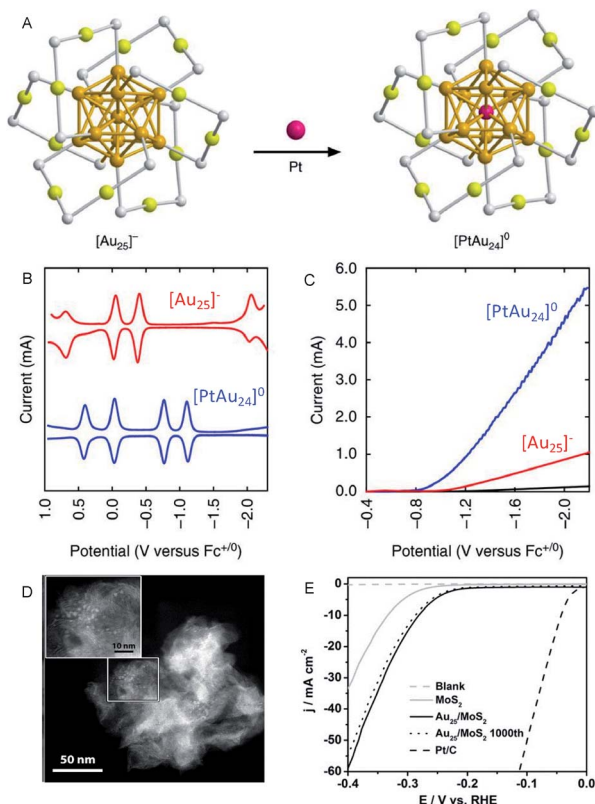 A
Pt
[Au₂₅]⁻
[PtAu₂₄]⁰
B
[Au₂₅]⁻
[PtAu₂₄]⁰
Current (mA)
1.0
0.5
0.0
-0.5
-1.0
-1.5
-2.0
Potential (V versus Fc⁺/⁰)
C
6.0
5.0
4.0
3.0
2.0
1.0
0.0
Current (mA)
[PtAu₂₄]⁰
[Au₂₅]⁻
-0.4
-0.8
-1.2
-1.6
-2.0
Potential (V versus Fc⁺/⁰)
D
10 nm
50 nm
E
0
-10
-20
-30
-40
-50
-60
j / mA cm⁻²
Blank
MoS₂
Au₂₅/MoS₂
Au₂₅/MoS₂ 1000th
Pt/C
-0.4
-0.3
-0.2
-0.1
0.0
E / V vs. RHE